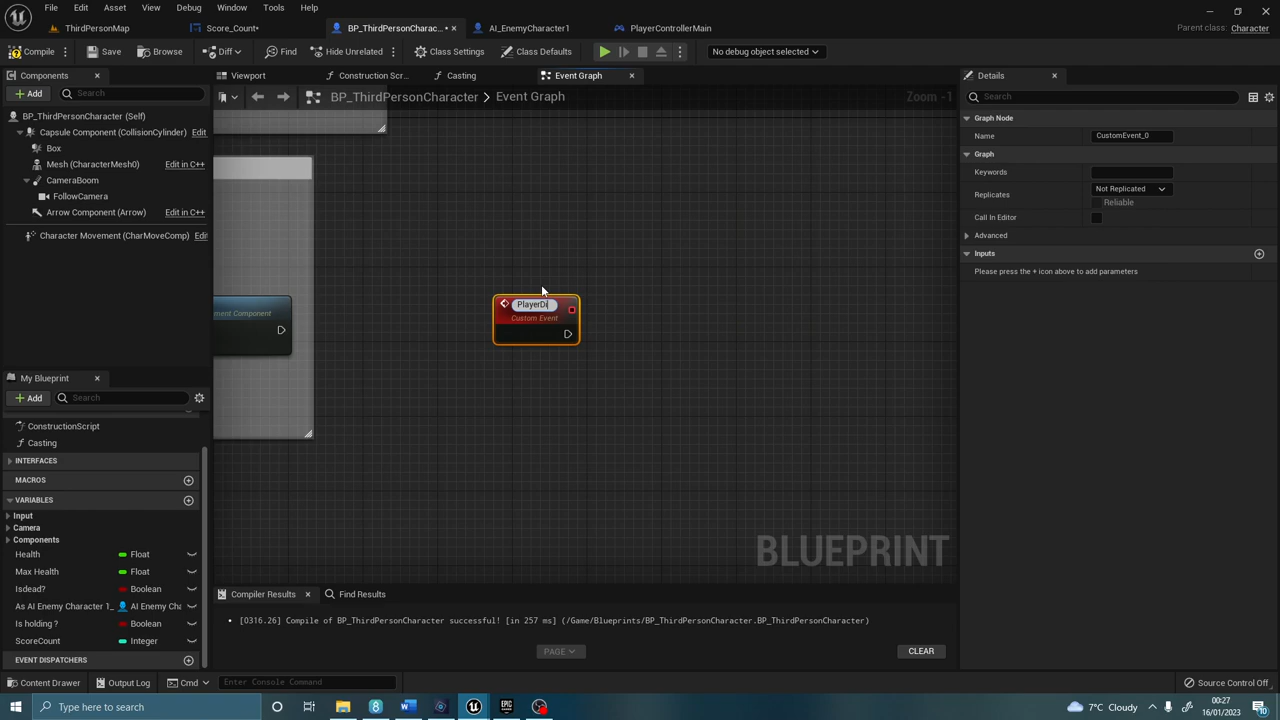 File Edit Asset View Debug Window Tools Help
ThirdPersonMap Score_Count* BP_ThirdPersonCharac...* AI_EnemyCharacter1 PlayerControllerMain
Parent class: Character
Compile Save Browse Diff Find Hide Unrelated Class Settings Class Defaults No debug object selected
Components
Viewport Construction Scr... Casting Event Graph
Details
Add Search
BP_ThirdPersonCharacter > Event Graph
Zoom -1
Search
BP_ThirdPersonCharacter (Self)
Capsule Component (CollisionCylinder) Edit
Box
Mesh (CharacterMesh0) Edit in C++
CameraBoom
FollowCamera
Arrow Component (Arrow) Edit in C++
Character Movement (CharMoveComp) Edi
Graph Node
Name CustomEvent_0
Graph
Keywords
Replicates Not Replicated
Reliable
Call In Editor
Advanced
Inputs
Please press the + icon above to add parameters
ment Component
PlayerDi
Custom Event
BLUEPRINT
My Blueprint
Add Search
ConstructionScript
Casting
INTERFACES
MACROS
VARIABLES
Input
Camera
Components
Health Float
Max Health Float
Isdead? Boolean
As AI Enemy Character 1_ AI Enemy Cha
Is holding ? Boolean
ScoreCount Integer
EVENT DISPATCHERS
Compiler Results Find Results
[0316.26] Compile of BP_ThirdPersonCharacter successful! [in 257 ms] (/Game/Blueprints/BP_ThirdPersonCharacter.BP_ThirdPersonCharacter)
PAGE
CLEAR
Content Drawer Output Log Cmd Enter Console Command
Source Control Off
Type here to search
7°C Cloudy
00:27
16/01/2023